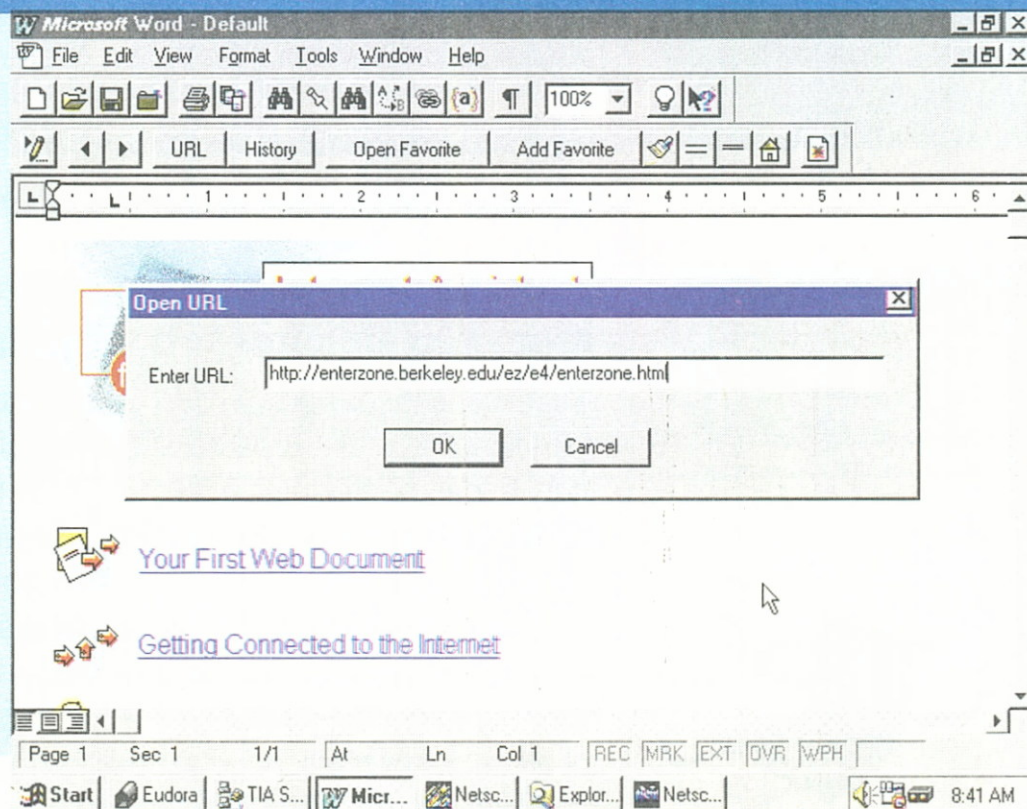 Microsoft Word - Default
File Edit View Format Tools Window Help
100%
URL History Open Favorite Add Favorite
1 2 3 4 5 6
Open URL
Enter URL: http://enterzone.berkeley.edu/ez/e4/enterzone.html
OK Cancel
Your First Web Document
Getting Connected to the Internet
Page 1 Sec 1 1/1 At Ln Col 1 REC MRK EXT OVR WPH
Start Eudora TIA S... Micr... Netsc... Explor... Netsc... 8:41 AM